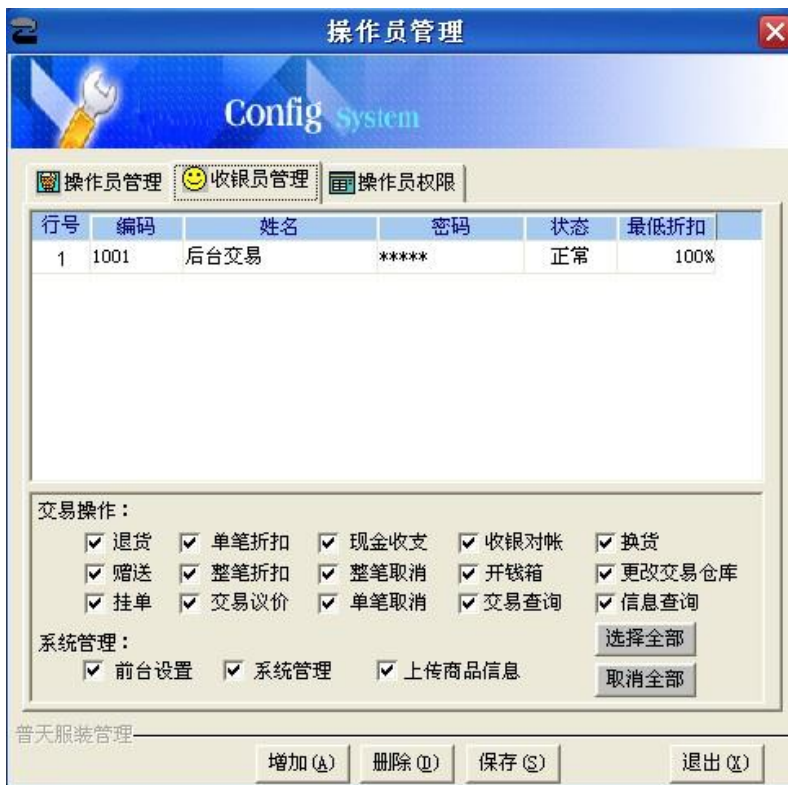 操作员管理
Config System
操作员管理 收银员管理 操作员权限
行号 编码 姓名 密码 状态 最低折扣
1 1001 后台交易 ***** 正常 100%
交易操作：
退货 单笔折扣 现金收支 收银对帐 换货
赠送 整笔折扣 整笔取消 开钱箱 更改交易仓库
挂单 交易议价 单笔取消 交易查询 信息查询
系统管理： 选择全部
前台设置 系统管理 上传商品信息 取消全部
普天服装管理
增加(A) 删除(D) 保存(S) 退出(X)